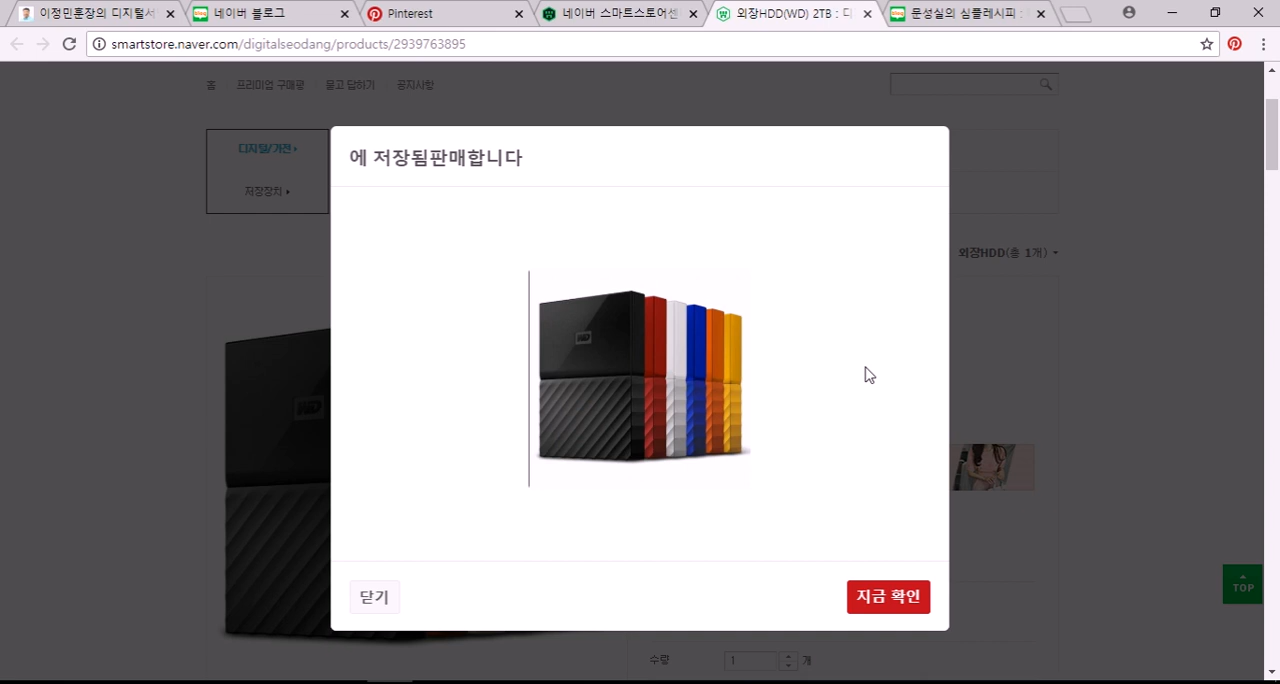 이정민훈장의 디지털서
네이버 블로그
Pinterest
네이버 스마트스토어센
외장HDD(WD) 2TB : 디
문성실의 심플레시피 :
smartstore.naver.com/digitalseodang/products/2939763895
홈 프리미엄 구매평 묻고 답하기 공지사항
디지털/가전
저장장치
에 저장됨판매합니다
외장HDD(총 1개)
WD
WD
닫기
지금 확인
TOP
수량 1 개